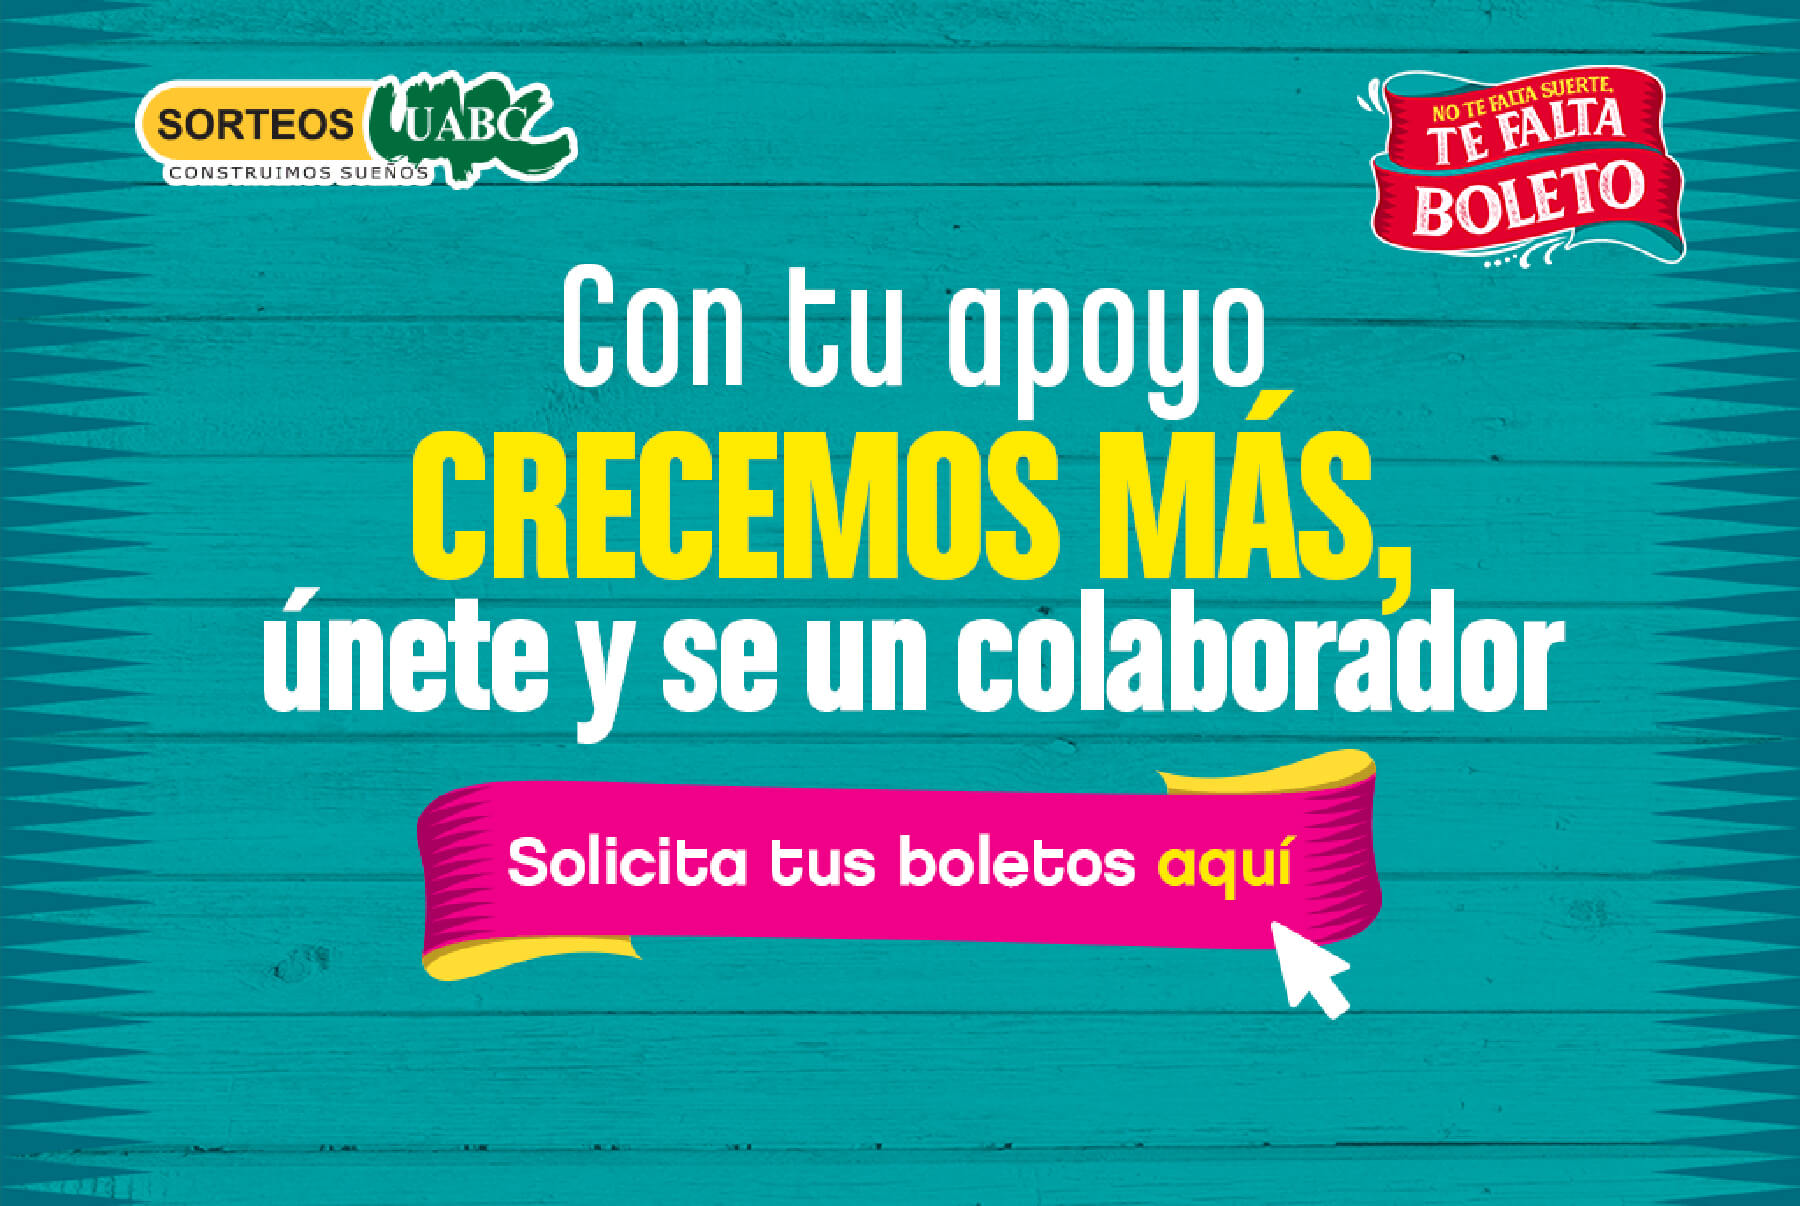 SORTEOS UABC
CONSTRUIMOS SUEÑOS
NO TE FALTA SUERTE,
TE FALTA
BOLETO
Con tu apoyo
CRECEMOS MÁS,
únete y se un colaborador
Solicita tus boletos aquí